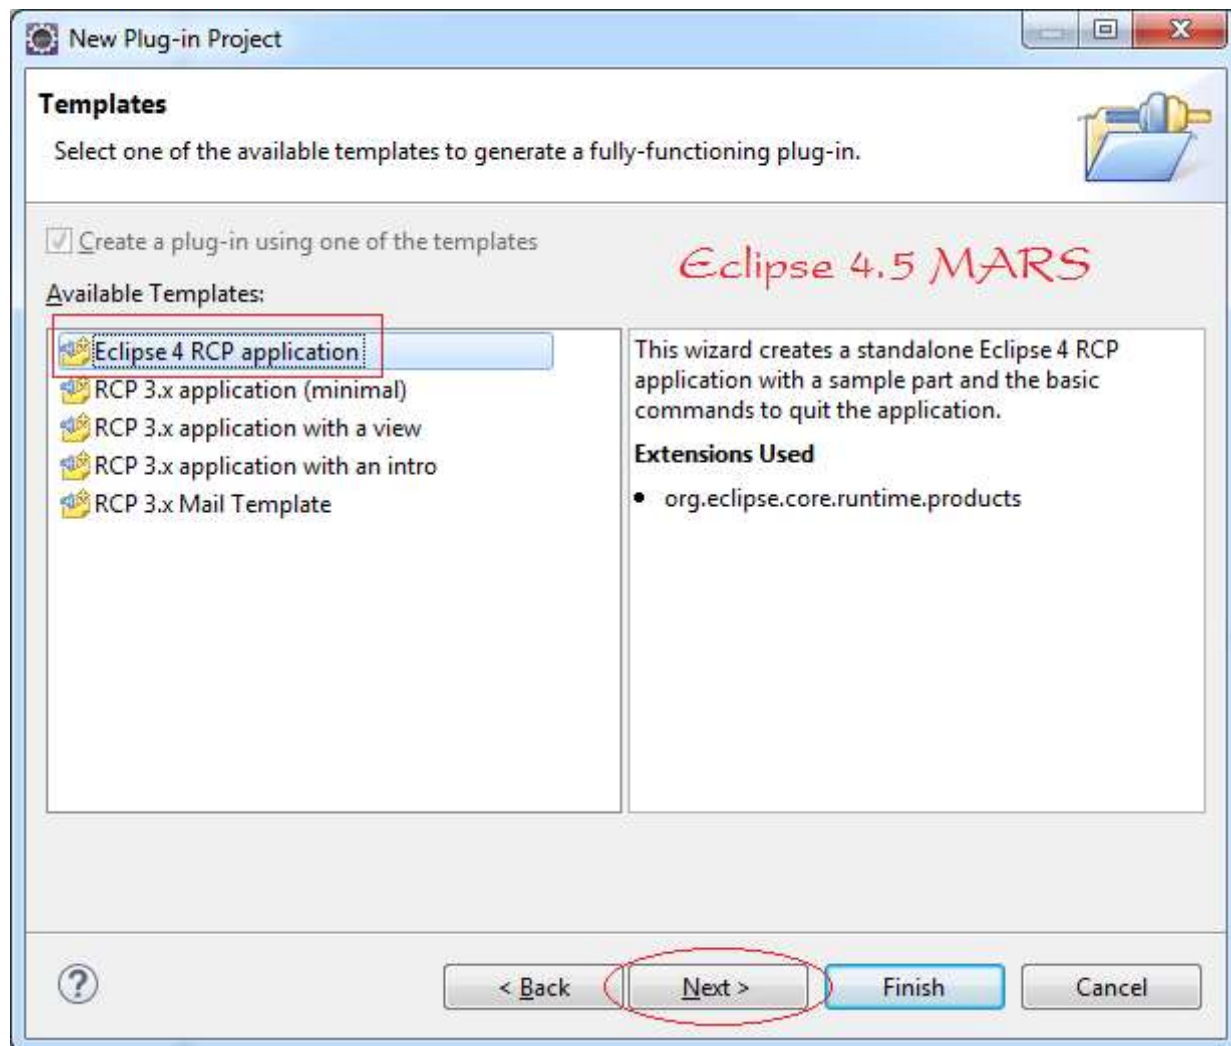 New Plug-in Project
Templates
Select one of the available templates to generate a fully-functioning plug-in.
Create a plug-in using one of the templates
Eclipse 4.5 MARS
Available Templates:
Eclipse 4 RCP application
RCP 3.x application (minimal)
RCP 3.x application with a view
RCP 3.x application with an intro
RCP 3.x Mail Template
This wizard creates a standalone Eclipse 4 RCP
application with a sample part and the basic
commands to quit the application.
Extensions Used
• org.eclipse.core.runtime.products
?
< Back
Next >
Finish
Cancel